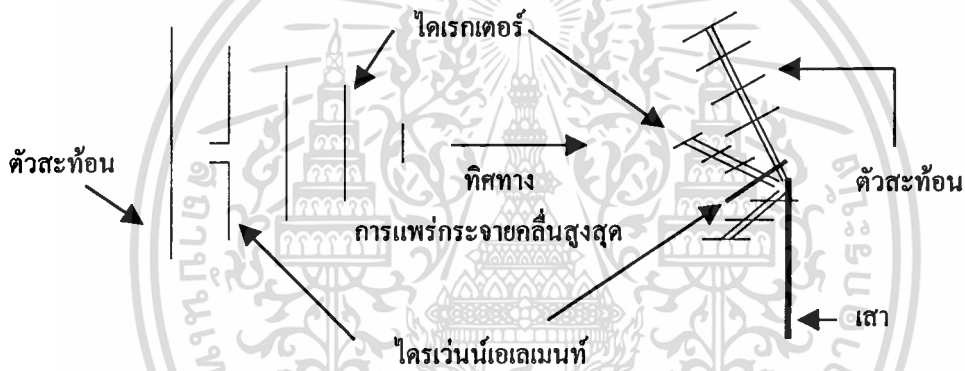 ไดเรกเตอร์
ตัวสะท้อน
ทิศทาง
การแพร่กระจายคลื่นสูงสุด
ตัวสะท้อน
เสา
ไดรเว่นน์เอเลเมนท์